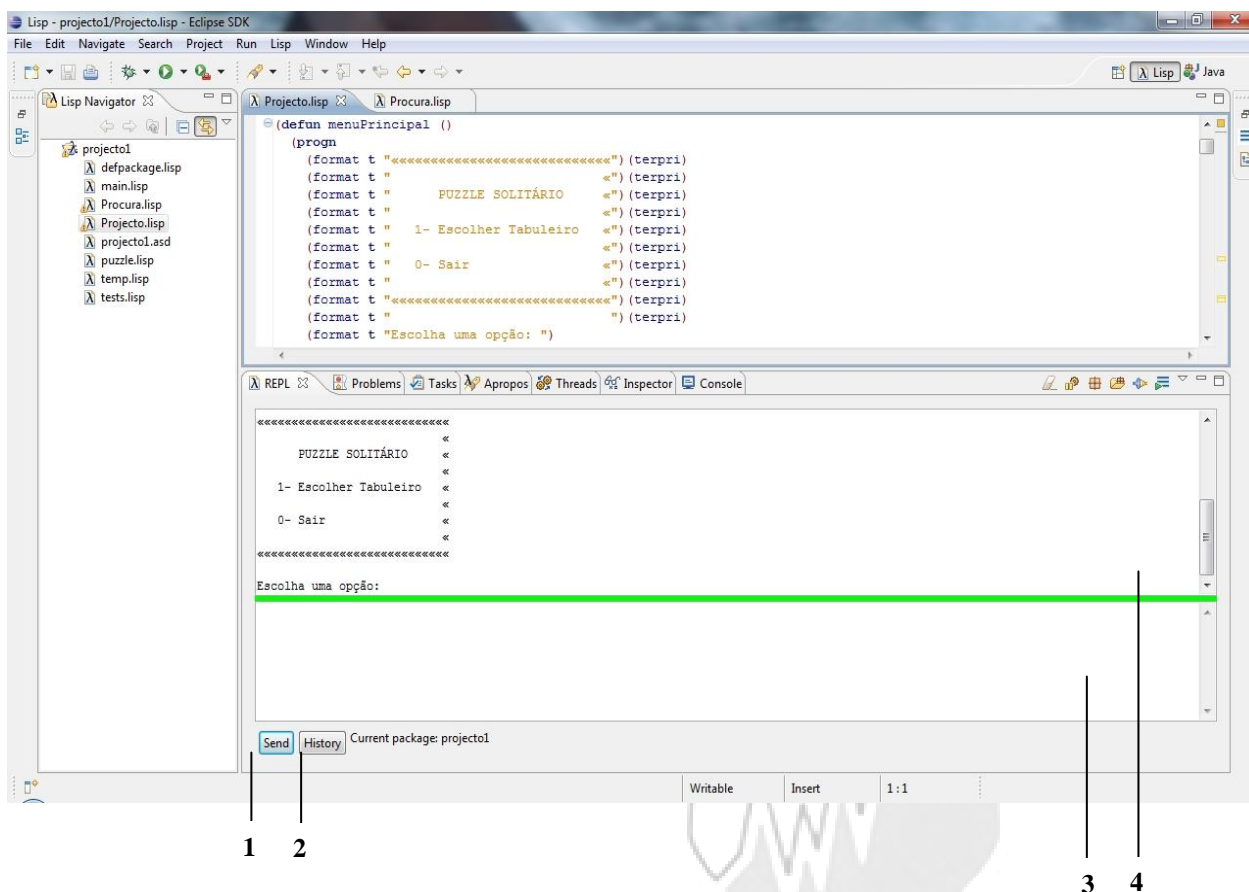 Lisp - projecto1/Projecto.lisp - Eclipse SDK
File Edit Navigate Search Project Run Lisp Window Help
Lisp Java
Lisp Navigator
projecto1
defpackage.lisp
main.lisp
Procura.lisp
Projecto.lisp
projecto1.asd
puzzle.lisp
temp.lisp
tests.lisp
Projecto.lisp Procura.lisp
(defun menuPrincipal ()
(progn
(format t "««««««««««««««««««««««««««««")(terpri)
(format t "                           «")(terpri)
(format t "      PUZZLE SOLITÁRIO     «")(terpri)
(format t "                           «")(terpri)
(format t "   1- Escolher Tabuleiro   «")(terpri)
(format t "                           «")(terpri)
(format t "   0- Sair                 «")(terpri)
(format t "                           «")(terpri)
(format t "««««««««««««««««««««««««««««")(terpri)
(format t "                            ")(terpri)
(format t "Escolha uma opção: ")
REPL Problems Tasks Apropos Threads Inspector Console
««««««««««««««««««««««««««««
«
PUZZLE SOLITÁRIO «
«
1- Escolher Tabuleiro «
«
0- Sair «
«
««««««««««««««««««««««««««««
Escolha uma opção:
Send History Current package: projecto1
Writable Insert 1 : 1
1 2
3 4